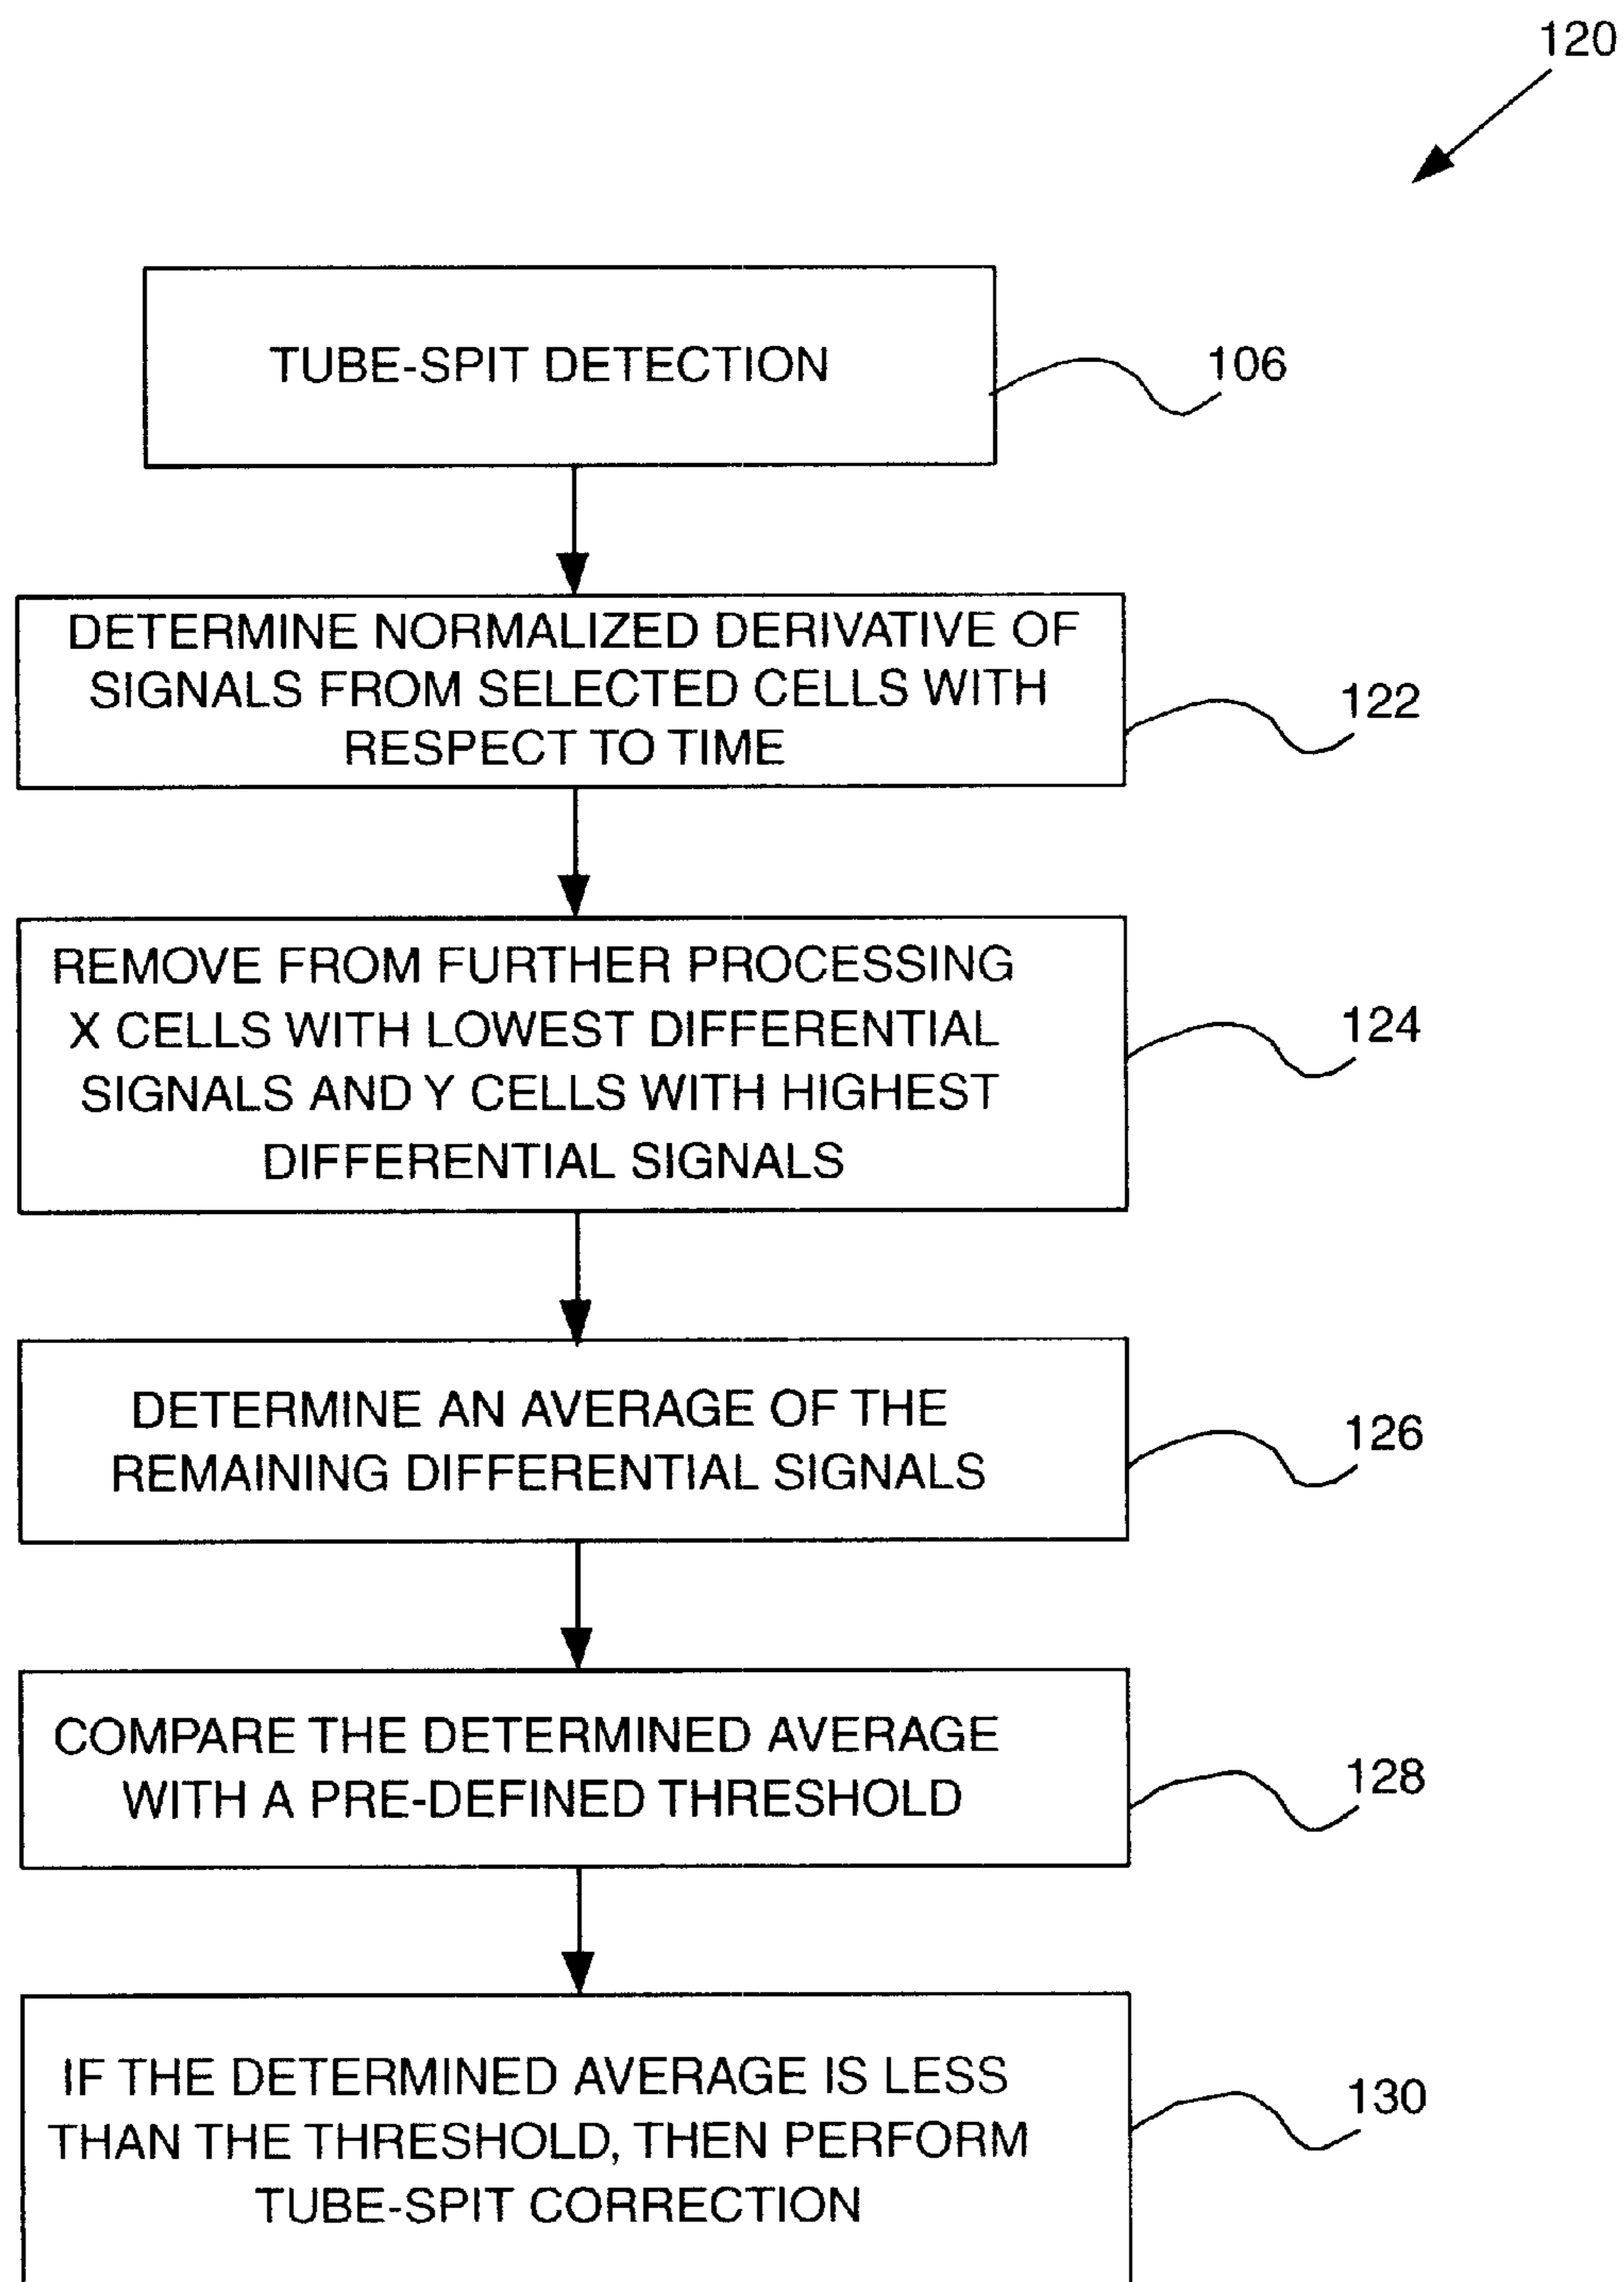 120
TUBE-SPIT DETECTION
106
DETERMINE NORMALIZED DERIVATIVE OF
SIGNALS FROM SELECTED CELLS WITH
RESPECT TO TIME
122
REMOVE FROM FURTHER PROCESSING
X CELLS WITH LOWEST DIFFERENTIAL
SIGNALS AND Y CELLS WITH HIGHEST
DIFFERENTIAL SIGNALS
124
DETERMINE AN AVERAGE OF THE
REMAINING DIFFERENTIAL SIGNALS
126
COMPARE THE DETERMINED AVERAGE
WITH A PRE-DEFINED THRESHOLD
128
IF THE DETERMINED AVERAGE IS LESS
THAN THE THRESHOLD, THEN PERFORM
TUBE-SPIT CORRECTION
130